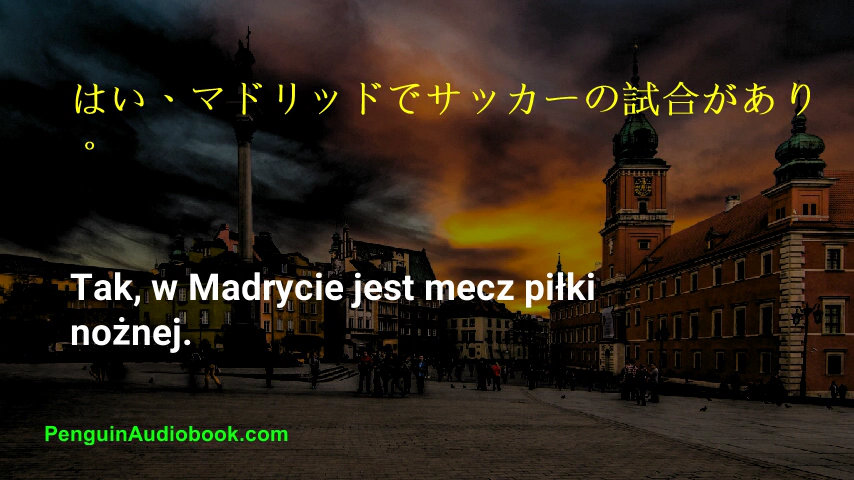 はい、マドリッドでサッカーの試合があり
。
Tak, w Madrycie jest mecz piłki
nożnej.
PenguinAudiobook.com